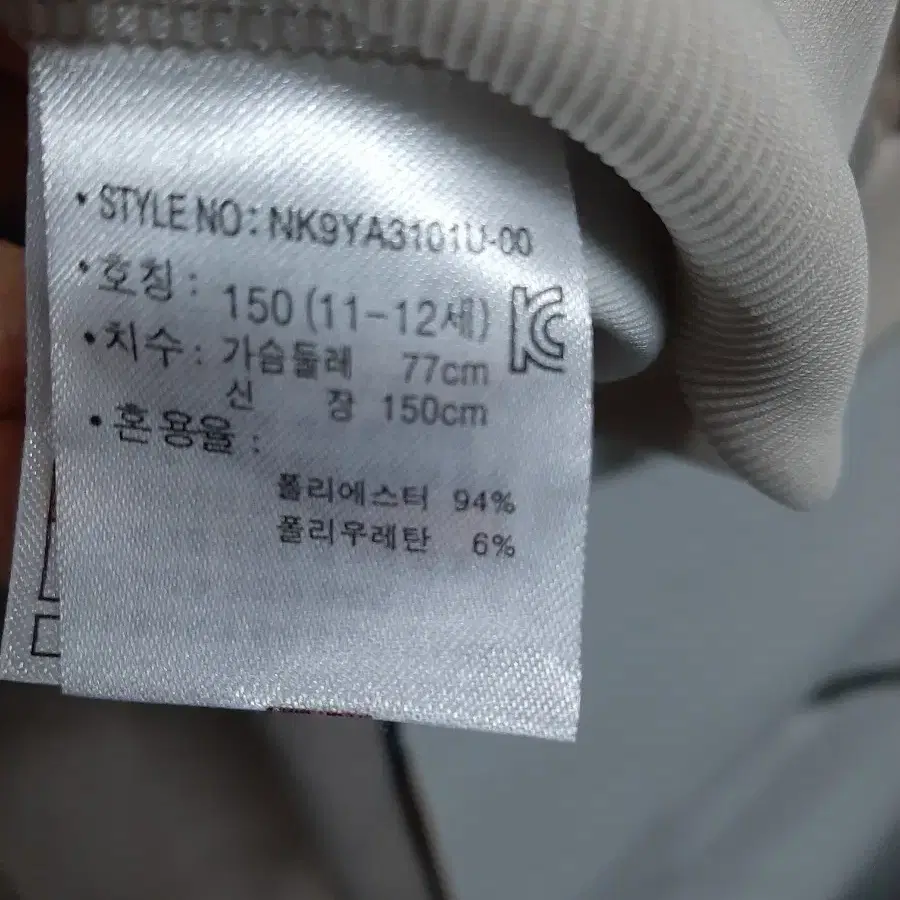 • STYLE NO : NK9YA3101U-00
• 호칭 : 150 (11-12세)
• 치수 : 가슴둘레 77cm
신 장 150cm
• 혼용율 :
폴리에스터 94%
폴리우레탄 6%